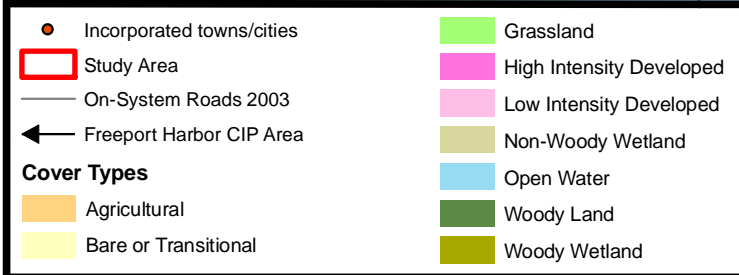 Incorporated towns/cities
Study Area
On-System Roads 2003
Freeport Harbor CIP Area
Cover Types
Agricultural
Bare or Transitional
Grassland
High Intensity Developed
Low Intensity Developed
Non-Woody Wetland
Open Water
Woody Land
Woody Wetland